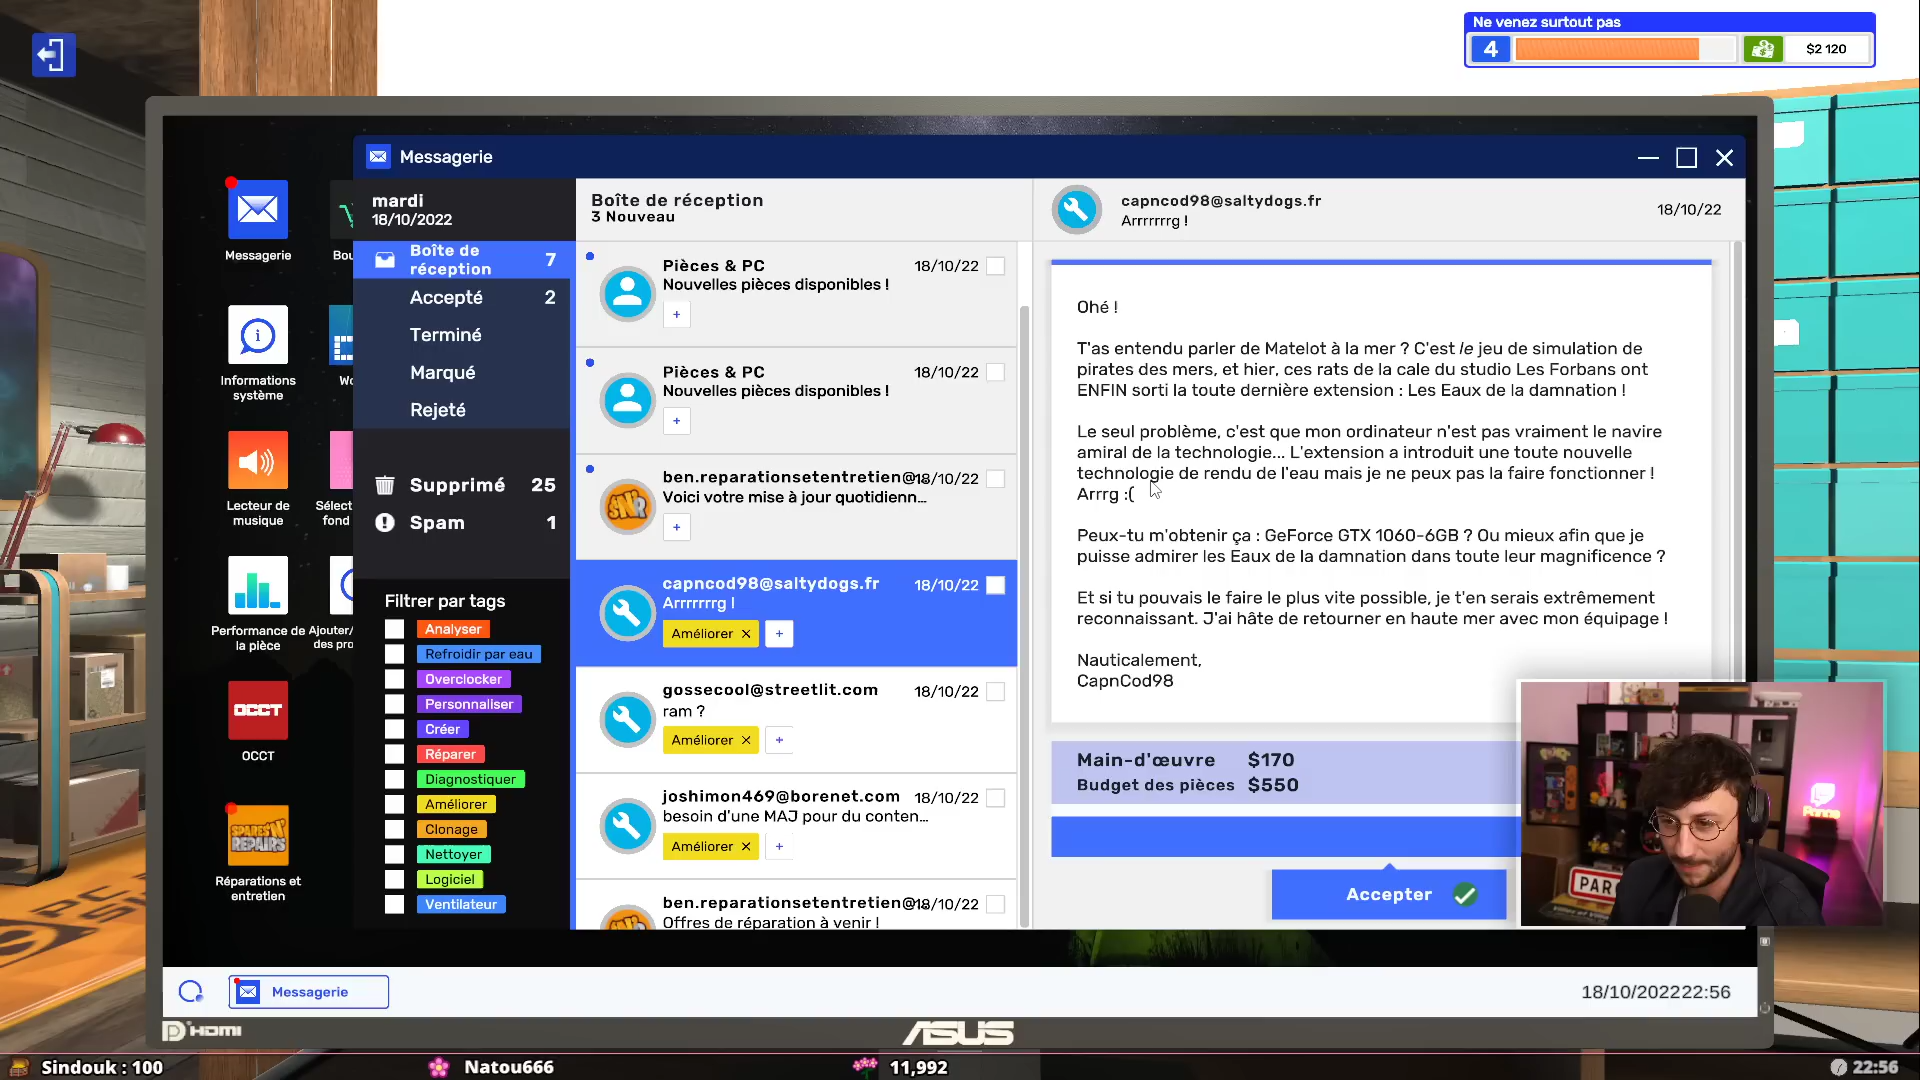 Ne venez surtout pas
4
$2 120
Messagerie
mardi
18/10/2022
Boîte de réception
3 Nouveau
capncod98@saltydogs.fr
Arrrrrrrg !
18/10/22
Messagerie
Informations
système
Lecteur de
musique
Performance de
la pièce
OCCT
OCCT
SPARES'N'
REPAIRS
Réparations et
entretien
Bou
Wo
Sélect
fond
Ajouter/
des pro
Boîte de
réception
7
Accepté
2
Terminé
Marqué
Rejeté
Supprimé
25
Spam
1
Filtrer par tags
Analyser
Refroidir par eau
Overclocker
Personnaliser
Créer
Réparer
Diagnostiquer
Améliorer
Clonage
Nettoyer
Logiciel
Ventilateur
Pièces & PC
18/10/22
Nouvelles pièces disponibles !
+
Pièces & PC
18/10/22
Nouvelles pièces disponibles !
+
SNR
ben.reparationsetentretien@
18/10/22
Voici votre mise à jour quotidienn...
+
capncod98@saltydogs.fr
18/10/22
Arrrrrrrg !
Améliorer ×
+
gossecool@streetlit.com
18/10/22
ram ?
Améliorer ×
+
joshimon469@borenet.com
18/10/22
besoin d'une MAJ pour du conten...
Améliorer ×
+
ben.reparationsetentretien@
18/10/22
Offres de réparation à venir !
Ohé !
T'as entendu parler de Matelot à la mer ? C'est le jeu de simulation de
pirates des mers, et hier, ces rats de la cale du studio Les Forbans ont
ENFIN sorti la toute dernière extension : Les Eaux de la damnation !
Le seul problème, c'est que mon ordinateur n'est pas vraiment le navire
amiral de la technologie... L'extension a introduit une toute nouvelle
technologie de rendu de l'eau mais je ne peux pas la faire fonctionner !
Arrrg :(
Peux-tu m'obtenir ça : GeForce GTX 1060-6GB ? Ou mieux afin que je
puisse admirer les Eaux de la damnation dans toute leur magnificence ?
Et si tu pouvais le faire le plus vite possible, je t'en serais extrêmement
reconnaissant. J'ai hâte de retourner en haute mer avec mon équipage !
Nauticalement,
CapnCod98
Main-d'œuvre $170
Budget des pièces $550
Accepter
Messagerie
18/10/202222:56
HDMI
ASUS
Sindouk : 100
Natou666
11,992
22:56